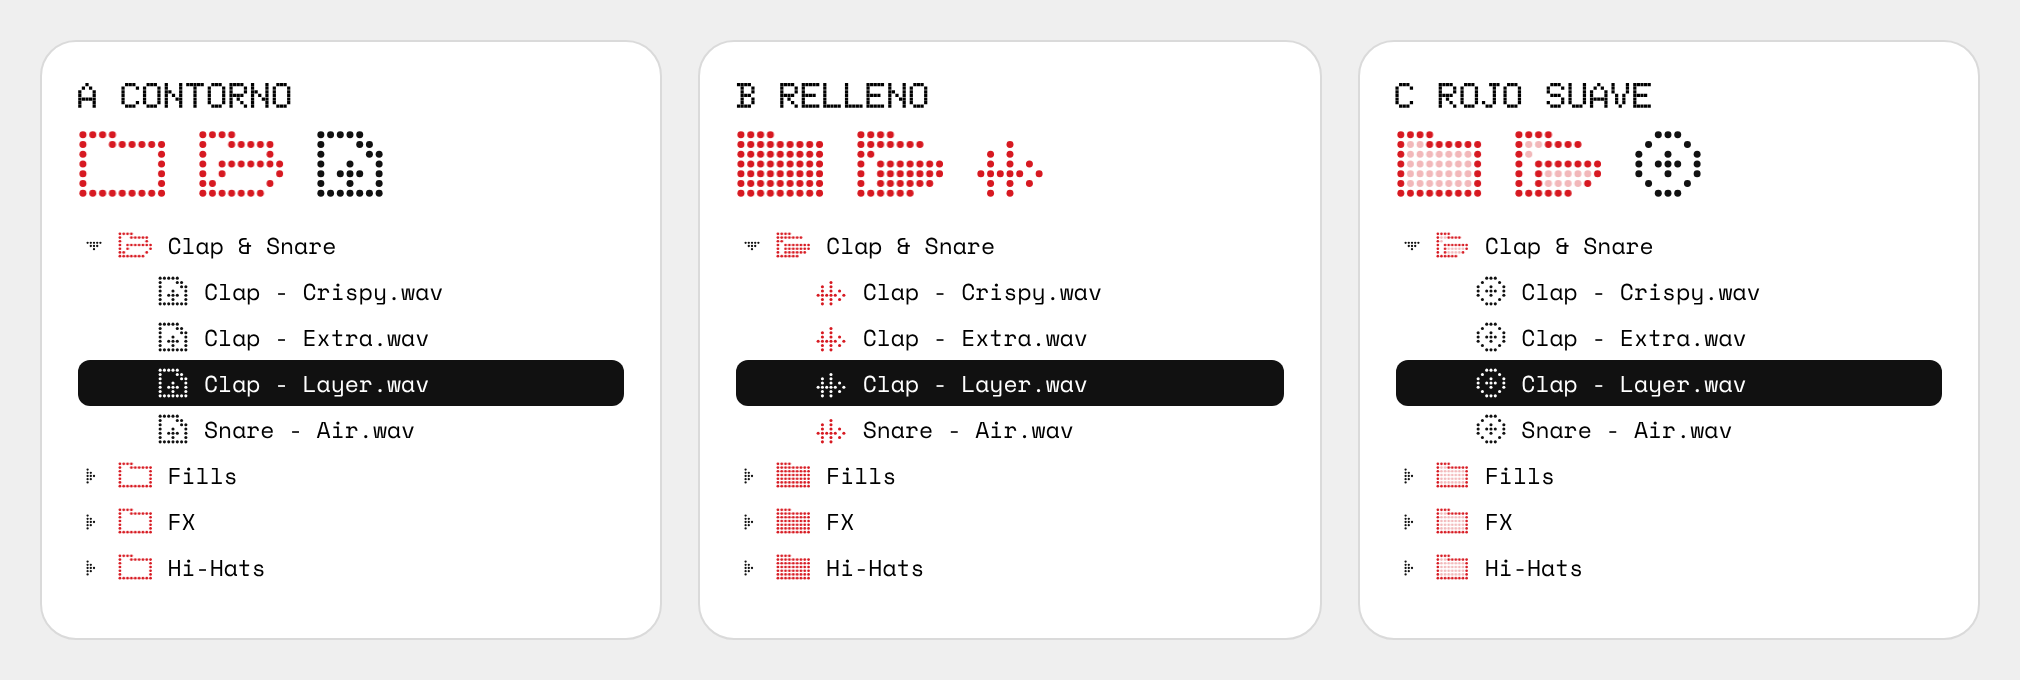 A CONTORNO
Clap & Snare
Clap - Crispy.wav
Clap - Extra.wav
Clap - Layer.wav
Snare - Air.wav
Fills
FX
Hi-Hats
B RELLENO
Clap & Snare
Clap - Crispy.wav
Clap - Extra.wav
Clap - Layer.wav
Snare - Air.wav
Fills
FX
Hi-Hats
C ROJO SUAVE
Clap & Snare
Clap - Crispy.wav
Clap - Extra.wav
Clap - Layer.wav
Snare - Air.wav
Fills
FX
Hi-Hats